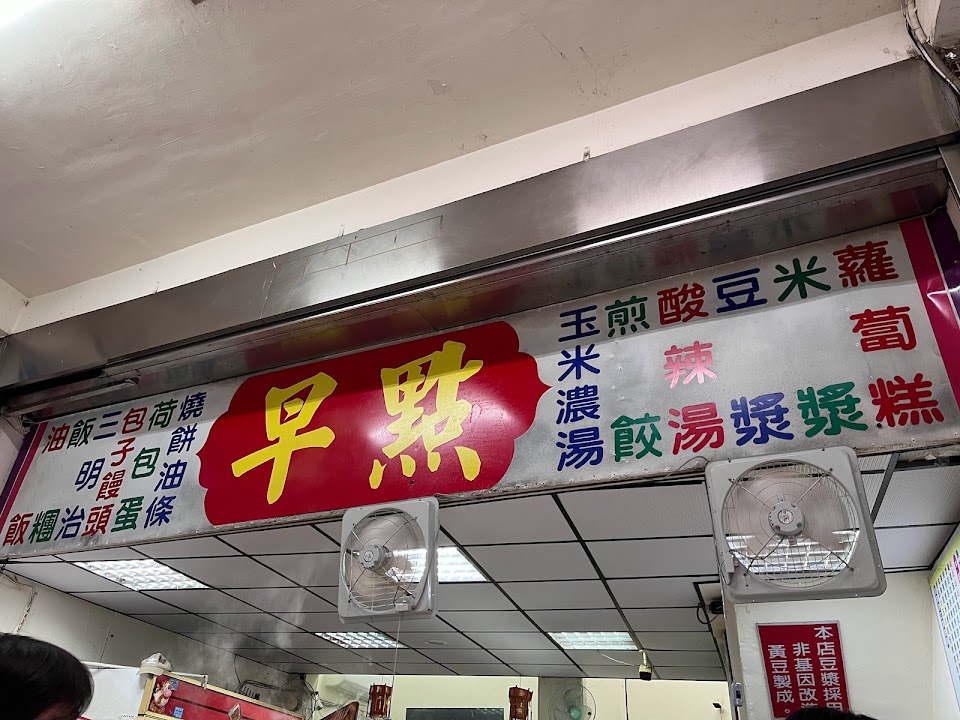 蘿蔔糕
米漿
豆漿
酸辣湯
煎餃
玉米濃湯
早點
燒餅油條
荷包蛋
包子饅頭
三明治
飯糰
油飯
本店豆漿採用
非基因改造
黃豆製成。